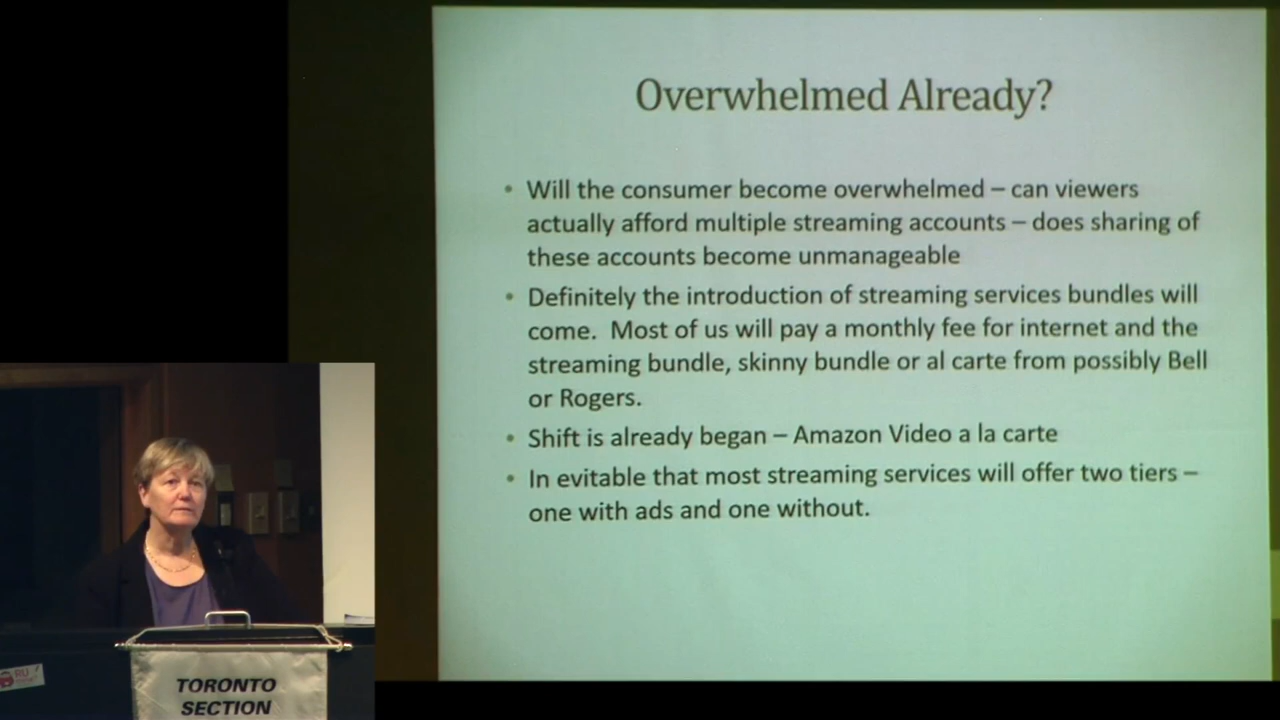 Overwhelmed Already?
• Will the consumer become overwhelmed – can viewers
actually afford multiple streaming accounts – does sharing of
these accounts become unmanageable
• Definitely the introduction of streaming services bundles will
come. Most of us will pay a monthly fee for internet and the
streaming bundle, skinny bundle or al carte from possibly Bell
or Rogers.
• Shift is already began – Amazon Video a la carte
• In evitable that most streaming services will offer two tiers –
one with ads and one without.
TORONTO
SECTION
RU